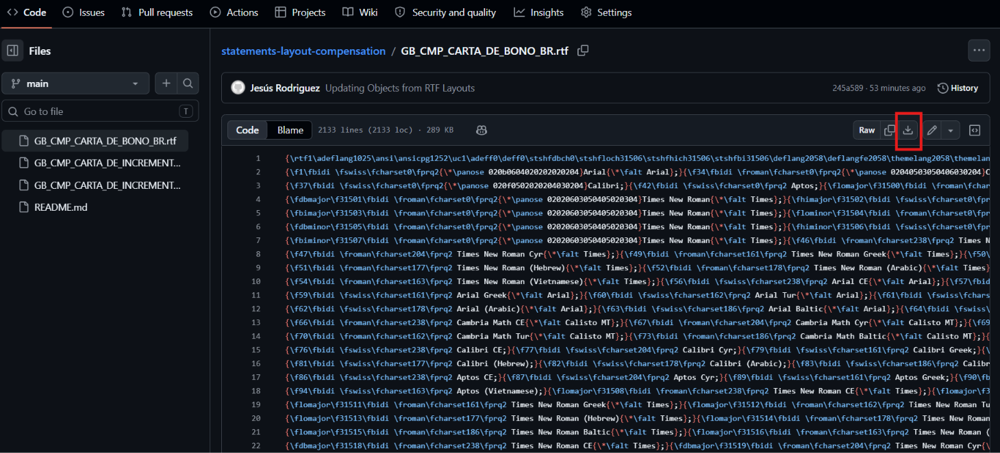 Code Issues Pull requests Actions Projects Wiki Security and quality Insights Settings
Files
main
Go to file T
GB_CMP_CARTA_DE_BONO_BR.rtf
GB_CMP_CARTA_DE_INCREMENT...
GB_CMP_CARTA_DE_INCREMENT...
README.md
statements-layout-compensation / GB_CMP_CARTA_DE_BONO_BR.rtf
Jesús Rodriguez Updating Objects from RTF Layouts 245a589 · 53 minutes ago History
Code Blame 2133 lines (2133 loc) · 289 KB Raw
1 {\rtf1\adeflang1025\ansi\ansicpg1252\uc1\adeff0\deff0\stshfdbch0\stshfloch31506\stshfhich31506\stshfbi31506\deflang2058\deflangfe2058\themelang2058\themelan
2 {\f1\fbidi \fswiss\fcharset0\fprq2{\*\panose 020b0604020202020204}Arial{\*\falt Arial};}{\f34\fbidi \froman\fcharset0\fprq2{\*\panose 02040503050406030204}C
3 {\f37\fbidi \fswiss\fcharset0\fprq2{\*\panose 020f0502020204030204}Calibri;}{\f42\fbidi \fswiss\fcharset0\fprq2 Aptos;}{\flomajor\f31500\fbidi \froman\fchar
4 {\fdbmajor\f31501\fbidi \froman\fcharset0\fprq2{\*\panose 02020603050405020304}Times New Roman{\*\falt Times};}{\fhimajor\f31502\fbidi \fswiss\fcharset0\fpr
5 {\fbimajor\f31503\fbidi \froman\fcharset0\fprq2{\*\panose 02020603050405020304}Times New Roman{\*\falt Times};}{\flominor\f31504\fbidi \froman\fcharset0\fpr
6 {\fdbminor\f31505\fbidi \froman\fcharset0\fprq2{\*\panose 02020603050405020304}Times New Roman{\*\falt Times};}{\fhiminor\f31506\fbidi \fswiss\fcharset0\fpr
7 {\fbiminor\f31507\fbidi \froman\fcharset0\fprq2{\*\panose 02020603050405020304}Times New Roman{\*\falt Times};}{\f46\fbidi \froman\fcharset238\fprq2 Times N
8 {\f47\fbidi \froman\fcharset204\fprq2 Times New Roman Cyr{\*\falt Times};}{\f49\fbidi \froman\fcharset161\fprq2 Times New Roman Greek{\*\falt Times};}{\f50\
9 {\f51\fbidi \froman\fcharset177\fprq2 Times New Roman (Hebrew){\*\falt Times};}{\f52\fbidi \froman\fcharset178\fprq2 Times New Roman (Arabic){\*\falt Times}
10 {\f54\fbidi \froman\fcharset163\fprq2 Times New Roman (Vietnamese){\*\falt Times};}{\f56\fbidi \fswiss\fcharset238\fprq2 Arial CE{\*\falt Arial};}{\f57\fbid
11 {\f59\fbidi \fswiss\fcharset161\fprq2 Arial Greek{\*\falt Arial};}{\f60\fbidi \fswiss\fcharset162\fprq2 Arial Tur{\*\falt Arial};}{\f61\fbidi \fswiss\fchars
12 {\f62\fbidi \fswiss\fcharset178\fprq2 Arial (Arabic){\*\falt Arial};}{\f63\fbidi \fswiss\fcharset186\fprq2 Arial Baltic{\*\falt Arial};}{\f64\fbidi \fswiss\
13 {\f66\fbidi \froman\fcharset238\fprq2 Cambria Math CE{\*\falt Calisto MT};}{\f67\fbidi \froman\fcharset204\fprq2 Cambria Math Cyr{\*\falt Calisto MT};}{\f69
14 {\f70\fbidi \froman\fcharset162\fprq2 Cambria Math Tur{\*\falt Calisto MT};}{\f73\fbidi \froman\fcharset186\fprq2 Cambria Math Baltic{\*\falt Calisto MT};}{
15 {\f76\fbidi \fswiss\fcharset238\fprq2 Calibri CE;}{\f77\fbidi \fswiss\fcharset204\fprq2 Calibri Cyr;}{\f79\fbidi \fswiss\fcharset161\fprq2 Calibri Greek;}{\
16 {\f81\fbidi \fswiss\fcharset177\fprq2 Calibri (Hebrew);}{\f82\fbidi \fswiss\fcharset178\fprq2 Calibri (Arabic);}{\f83\fbidi \fswiss\fcharset186\fprq2 Calibr
17 {\f86\fbidi \fswiss\fcharset238\fprq2 Aptos CE;}{\f87\fbidi \fswiss\fcharset204\fprq2 Aptos Cyr;}{\f89\fbidi \fswiss\fcharset161\fprq2 Aptos Greek;}{\f90\fb
18 {\f94\fbidi \fswiss\fcharset163\fprq2 Aptos (Vietnamese);}{\flomajor\f31508\fbidi \froman\fcharset238\fprq2 Times New Roman CE{\*\falt Times};}{\flomajor\f3
19 {\flomajor\f31511\fbidi \froman\fcharset161\fprq2 Times New Roman Greek{\*\falt Times};}{\flomajor\f31512\fbidi \froman\fcharset162\fprq2 Times New Roman Tu
20 {\flomajor\f31513\fbidi \froman\fcharset177\fprq2 Times New Roman (Hebrew){\*\falt Times};}{\flomajor\f31514\fbidi \froman\fcharset178\fprq2 Times New Roman
21 {\flomajor\f31515\fbidi \froman\fcharset186\fprq2 Times New Roman Baltic{\*\falt Times};}{\flomajor\f31516\fbidi \froman\fcharset163\fprq2 Times New Roman (
22 {\fdbmajor\f31518\fbidi \froman\fcharset238\fprq2 Times New Roman CE{\*\falt Times};}{\fdbmajor\f31519\fbidi \froman\fcharset204\fprq2 Times New Roman Cyr{\